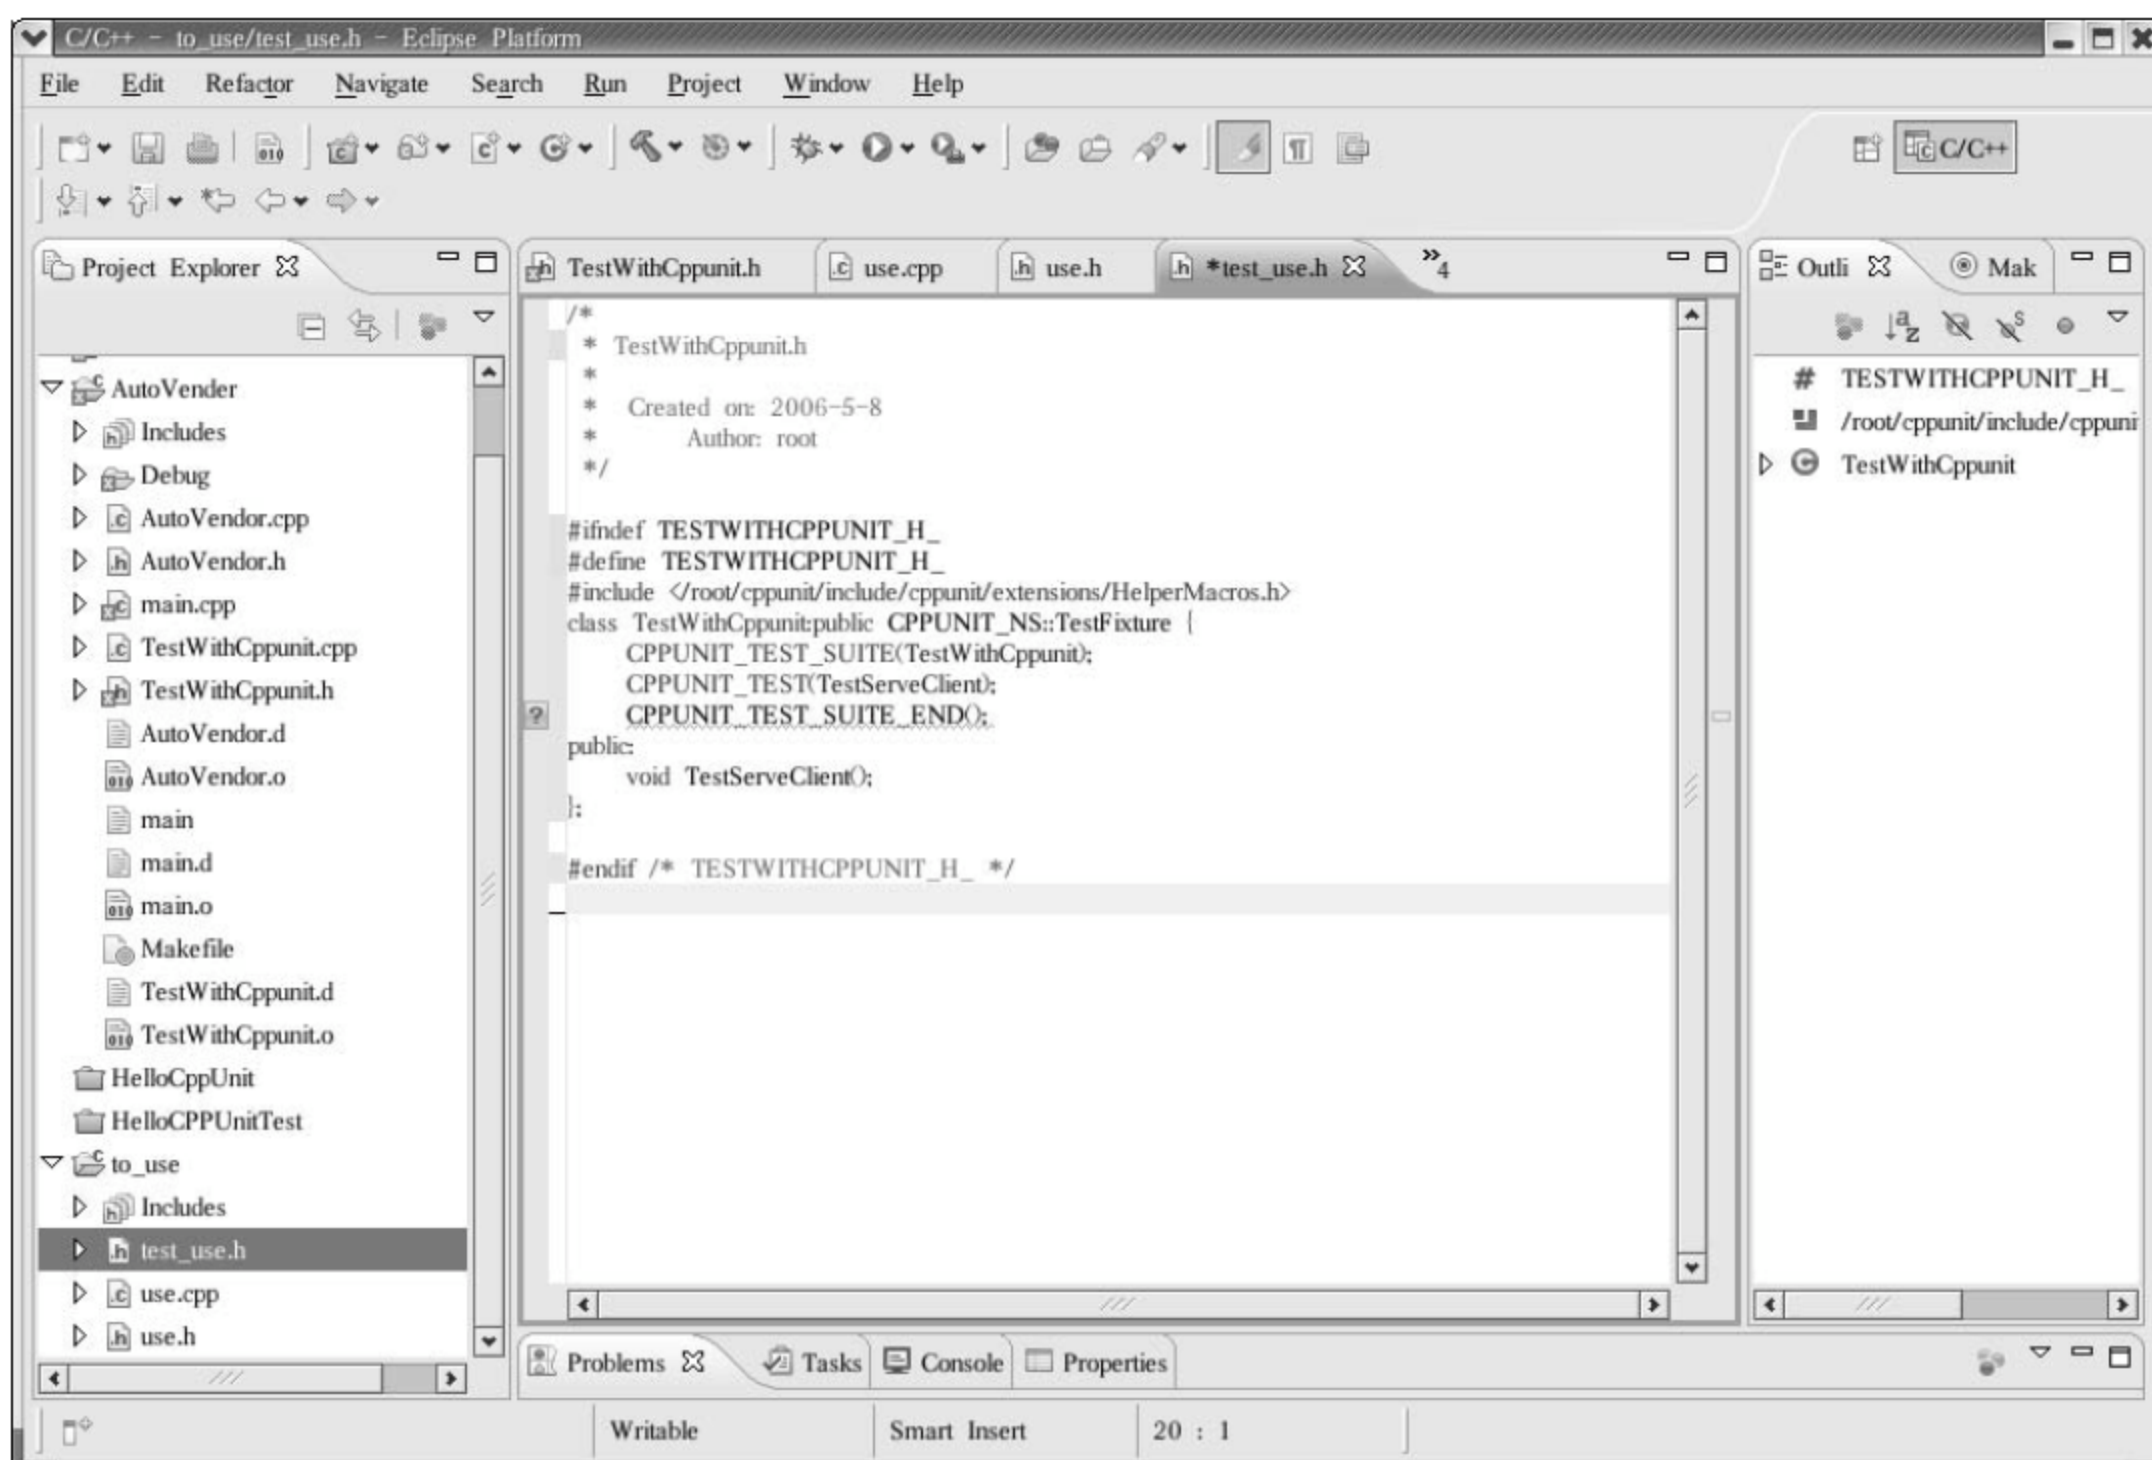 C/C++ - to_use/test_use.h - Eclipse Platform
File Edit Refactor Navigate Search Run Project Window Help
C/C++
Project Explorer
AutoVender
Includes
Debug
AutoVendor.cpp
AutoVendor.h
main.cpp
TestWithCppunit.cpp
TestWithCppunit.h
AutoVendor.d
AutoVendor.o
main
main.d
main.o
Makefile
TestWithCppunit.d
TestWithCppunit.o
HelloCppUnit
HelloCPPUnitTest
to_use
Includes
test_use.h
use.cpp
use.h
TestWithCppunit.h use.cpp use.h *test_use.h »4
/*
* TestWithCppunit.h
*
* Created on: 2006-5-8
* Author: root
*/
#ifndef TESTWITHCPPUNIT_H_
#define TESTWITHCPPUNIT_H_
#include </root/cppunit/include/cppunit/extensions/HelperMacros.h>
class TestWithCppunit:public CPPUNIT_NS::TestFixture {
CPPUNIT_TEST_SUITE(TestWithCppunit);
CPPUNIT_TEST(TestServeClient);
CPPUNIT_TEST_SUITE_END();
public:
void TestServeClient();
};
#endif /* TESTWITHCPPUNIT_H_ */
Outli Mak
# TESTWITHCPPUNIT_H_
/root/cppunit/include/cppuni
TestWithCppunit
Problems Tasks Console Properties
Writable Smart Insert 20 : 1